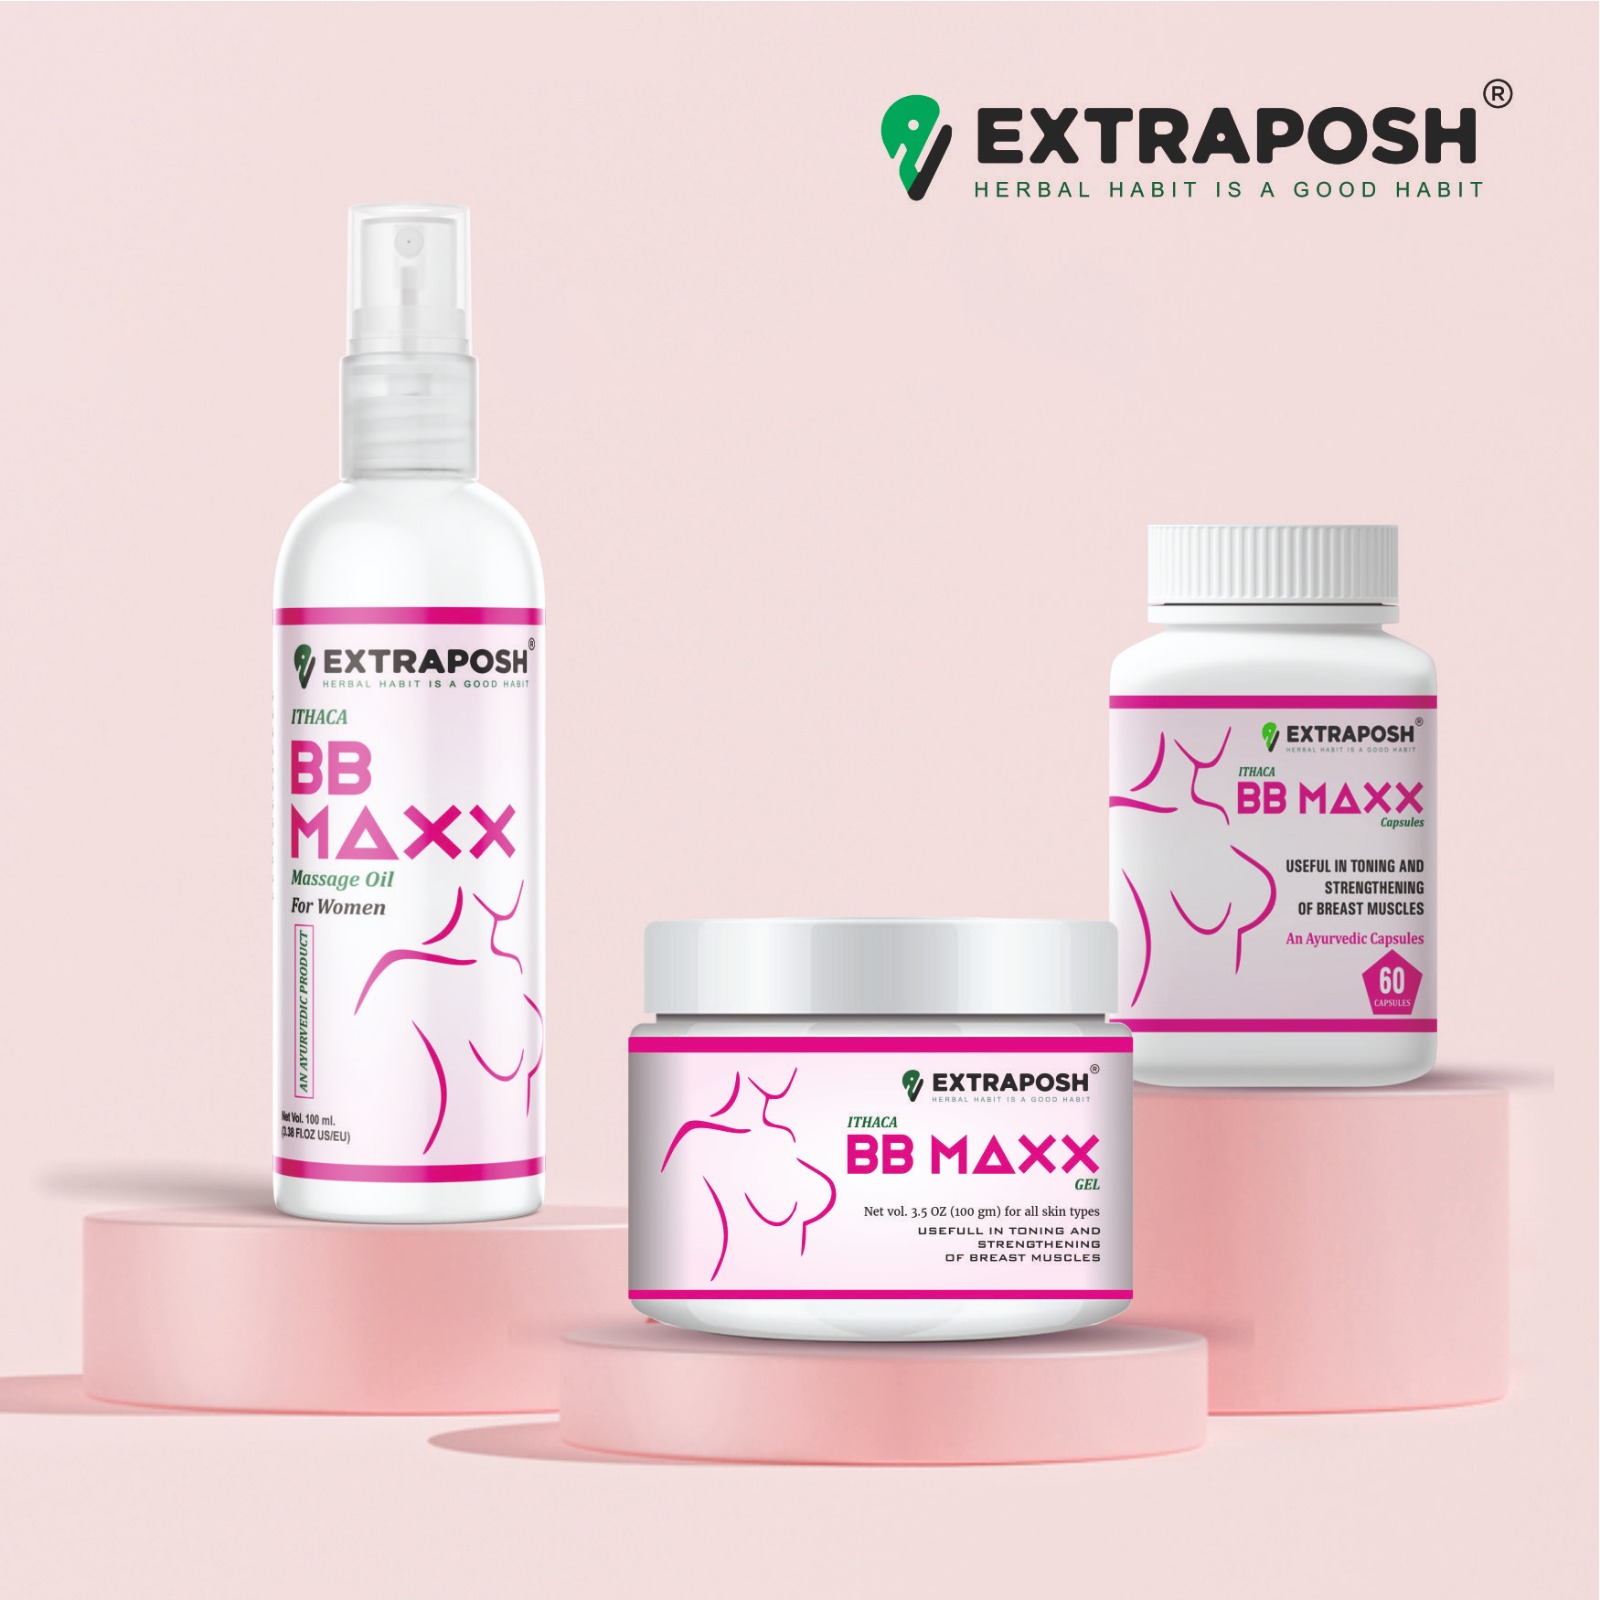 EXTRAPOSH®
HERBAL HABIT IS A GOOD HABIT
EXTRAPOSH®
HERBAL HABIT IS A GOOD HABIT
ITHACA
BB
MAXX
Massage Oil
For Women
AN AYURVEDIC PRODUCT
Net Vol. 100 ml.
(3.38 Fl.OZ US/EU)
EXTRAPOSH®
HERBAL HABIT IS A GOOD HABIT
ITHACA
BB MAXX
GEL
Net vol. 3.5 OZ (100 gm) for all skin types
USEFULL IN TONING AND
STRENGTHENING
OF BREAST MUSCLES
EXTRAPOSH®
HERBAL HABIT IS A GOOD HABIT
ITHACA
BB MAXX
Capsules
USEFUL IN TONING AND
STRENGTHENING
OF BREAST MUSCLES
An Ayurvedic Capsules
60
CAPSULES